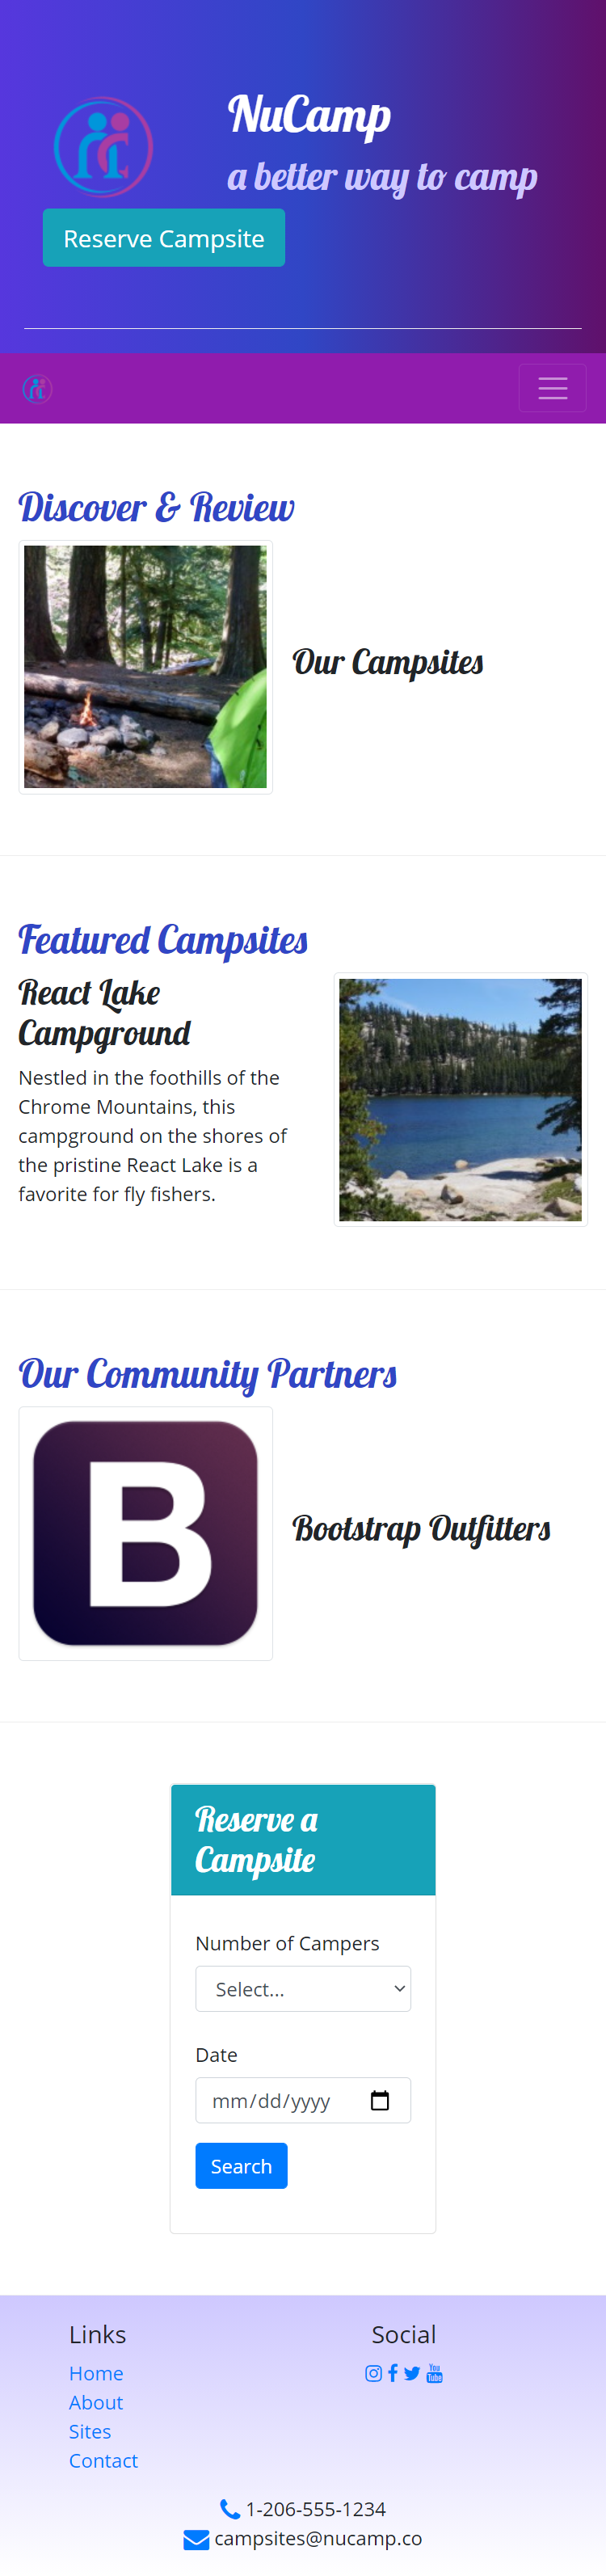 NuCamp
a better way to camp
Reserve Campsite
Discover & Review
Our Campsites
Featured Campsites
React Lake
Campground
Nestled in the foothills of the
Chrome Mountains, this
campground on the shores of
the pristine React Lake is a
favorite for fly fishers.
Our Community Partners
B
Bootstrap Outfitters
Reserve a
Campsite
Number of Campers
Select...
Date
mm/dd/yyyy
Search
Links
Social
Home
You
Tube
About
Sites
Contact
1-206-555-1234
campsites@nucamp.co